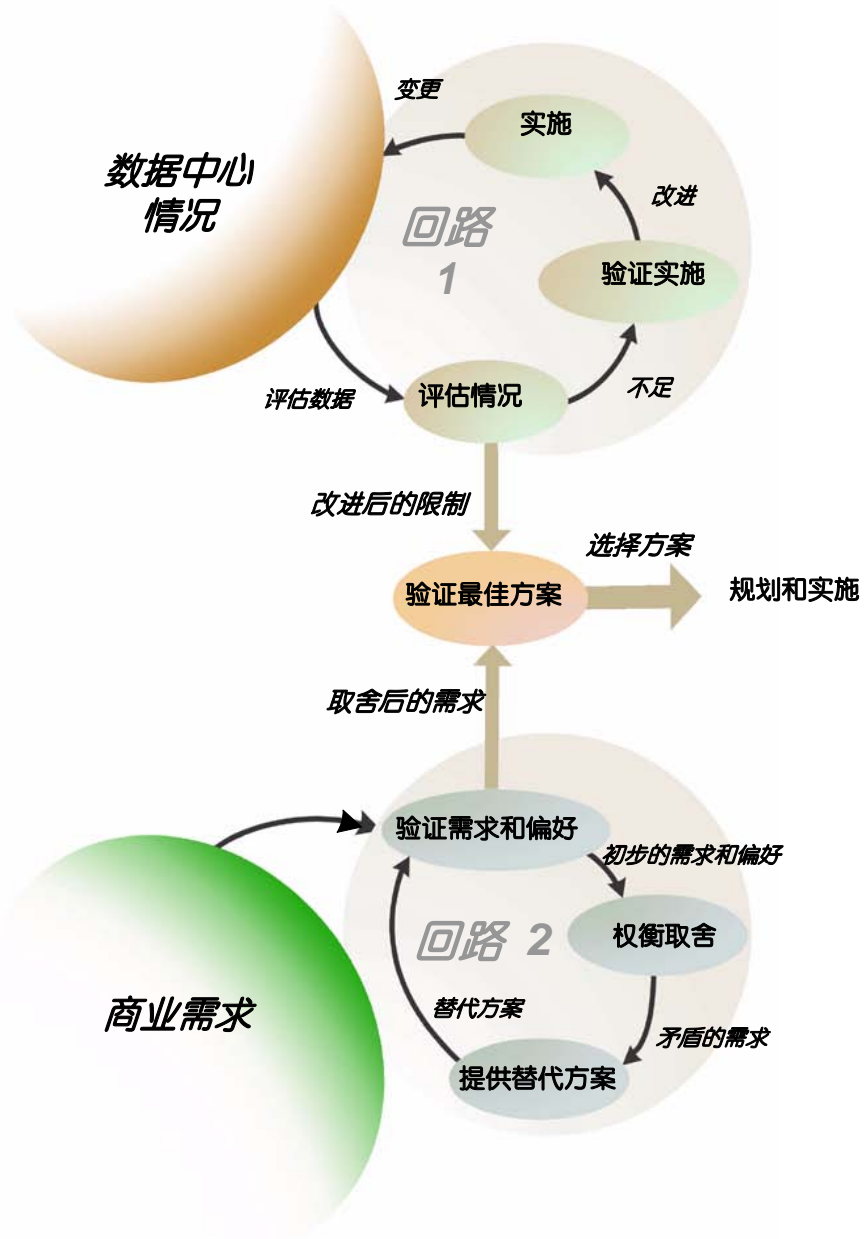 变更
实施
数据中心
情况
改进
回路
1
验证实施
评估数据
评估情况
不足
改进后的限制
选择方案
验证最佳方案
规划和实施
取舍后的需求
验证需求和偏好
初步的需求和偏好
回路 2
权衡取舍
商业需求
替代方案
矛盾的需求
提供替代方案